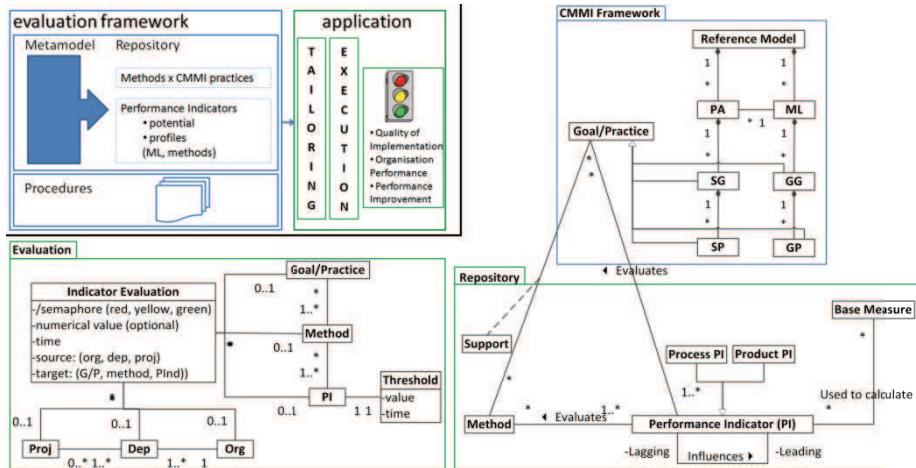 evaluation framework
Metamodel
Repository
Methods x CMMI practices
Performance Indicators
• potential
• profiles
(ML, methods)
Procedures
application
TAILORING
EXECUTION
• Quality of
Implementation
• Organisation
Performance
• Performance
Improvement
CMMI Framework
Reference Model
1
1
*
*
PA
ML
* 1
Goal/Practice
*
*
1
1
*
*
SG
GG
1
1
*
*
SP
GP
◄ Evaluates
Evaluation
Goal/Practice
0..1
*
1..*
Indicator Evaluation
-/semaphore (red, yellow, green)
-numerical value (optional)
-time
-source: (org, dep, proj)
-target: (G/P, method, PInd))
Method
0..1
*
*
1..*
PI
0..1
1 1
Threshold
-value
-time
*
0..1
0..1
0..1
Proj
Dep
Org
0..* 1..*
1..*
1
Repository
Base Measure
*
Support
Process PI
Product PI
*
1..*
Used to calculate
*
◄ Evaluates
1..*
*
Method
Performance Indicator (PI)
-Lagging
Influences ►
-Leading